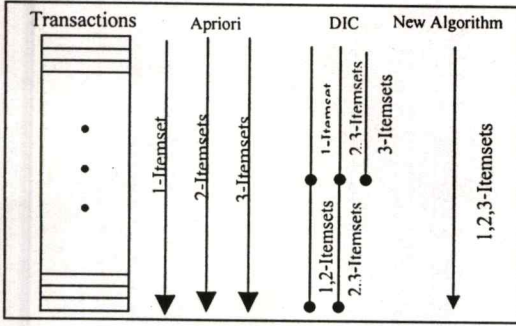 Transactions
Apriori
DIC
New Algorithm
1-Itemset
2-Itemsets
3-Itemsets
1-Itemset
2..3-Itemsets
3-Itemsets
1,2-Itemsets
2..3-Itemsets
1,2,3-Itemsets